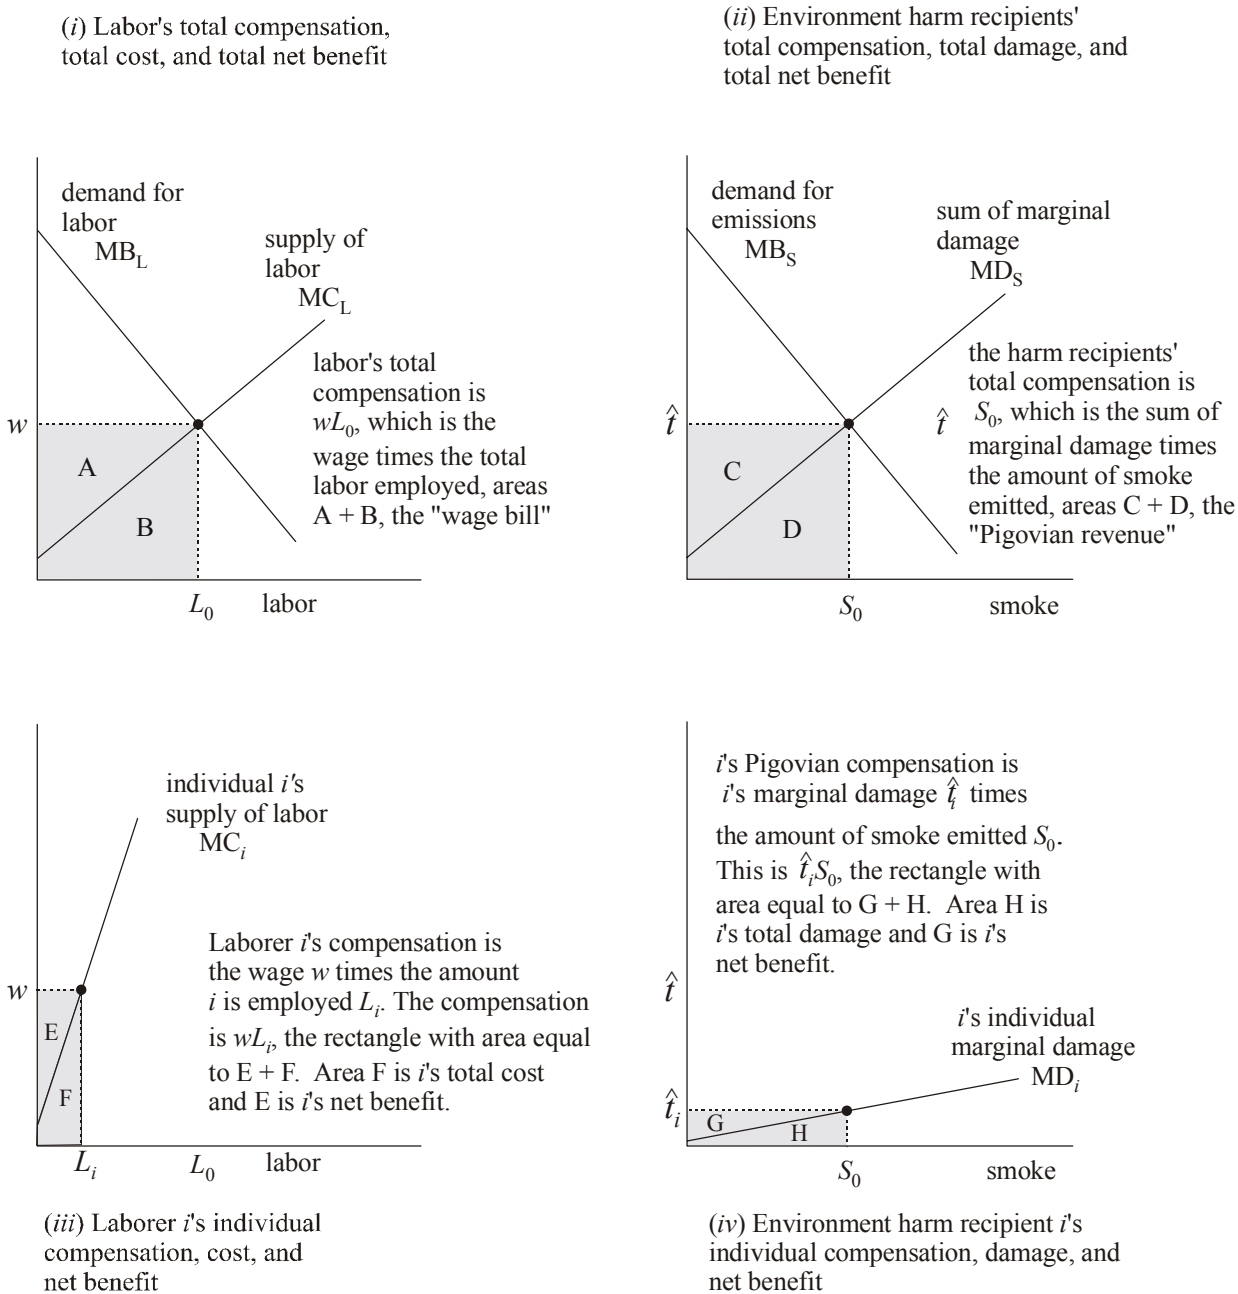 (i) Labor's total compensation,
total cost, and total net benefit
(ii) Environment harm recipients'
total compensation, total damage, and
total net benefit
demand for
labor
MB_L
supply of
labor
MC_L
labor's total
compensation is
wL_0, which is the
wage times the total
labor employed, areas
A + B, the "wage bill"
w
A
B
L_0
labor
demand for
emissions
MB_S
sum of marginal
damage
MD_S
the harm recipients'
total compensation is
t̂ S_0, which is the sum of
marginal damage times
the amount of smoke
emitted, areas C + D, the
"Pigovian revenue"
t̂
C
D
S_0
smoke
individual i's
supply of labor
MC_i
Laborer i's compensation is
the wage w times the amount
i is employed L_i. The compensation
is wL_i, the rectangle with area equal
to E + F. Area F is i's total cost
and E is i's net benefit.
w
E
F
L_i
L_0
labor
(iii) Laborer i's individual
compensation, cost, and
net benefit
i's Pigovian compensation is
i's marginal damage t̂_i times
the amount of smoke emitted S_0.
This is t̂_iS_0, the rectangle with
area equal to G + H. Area H is
i's total damage and G is i's
net benefit.
t̂
i's individual
marginal damage
MD_i
t̂_i
G
H
S_0
smoke
(iv) Environment harm recipient i's
individual compensation, damage, and
net benefit